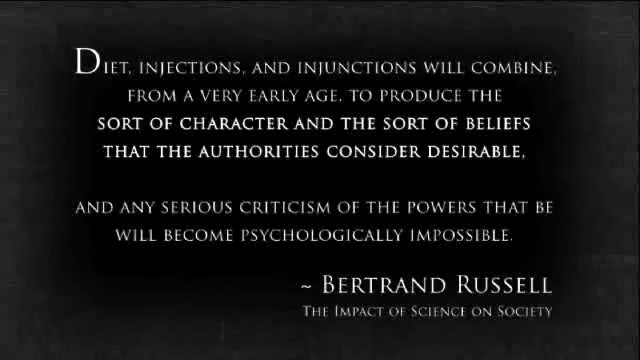 DIET, INJECTIONS, AND INJUNCTIONS WILL COMBINE,
FROM A VERY EARLY AGE, TO PRODUCE THE
SORT OF CHARACTER AND THE SORT OF BELIEFS
THAT THE AUTHORITIES CONSIDER DESIRABLE,
AND ANY SERIOUS CRITICISM OF THE POWERS THAT BE
WILL BECOME PSYCHOLOGICALLY IMPOSSIBLE.
~ BERTRAND RUSSELL
THE IMPACT OF SCIENCE ON SOCIETY